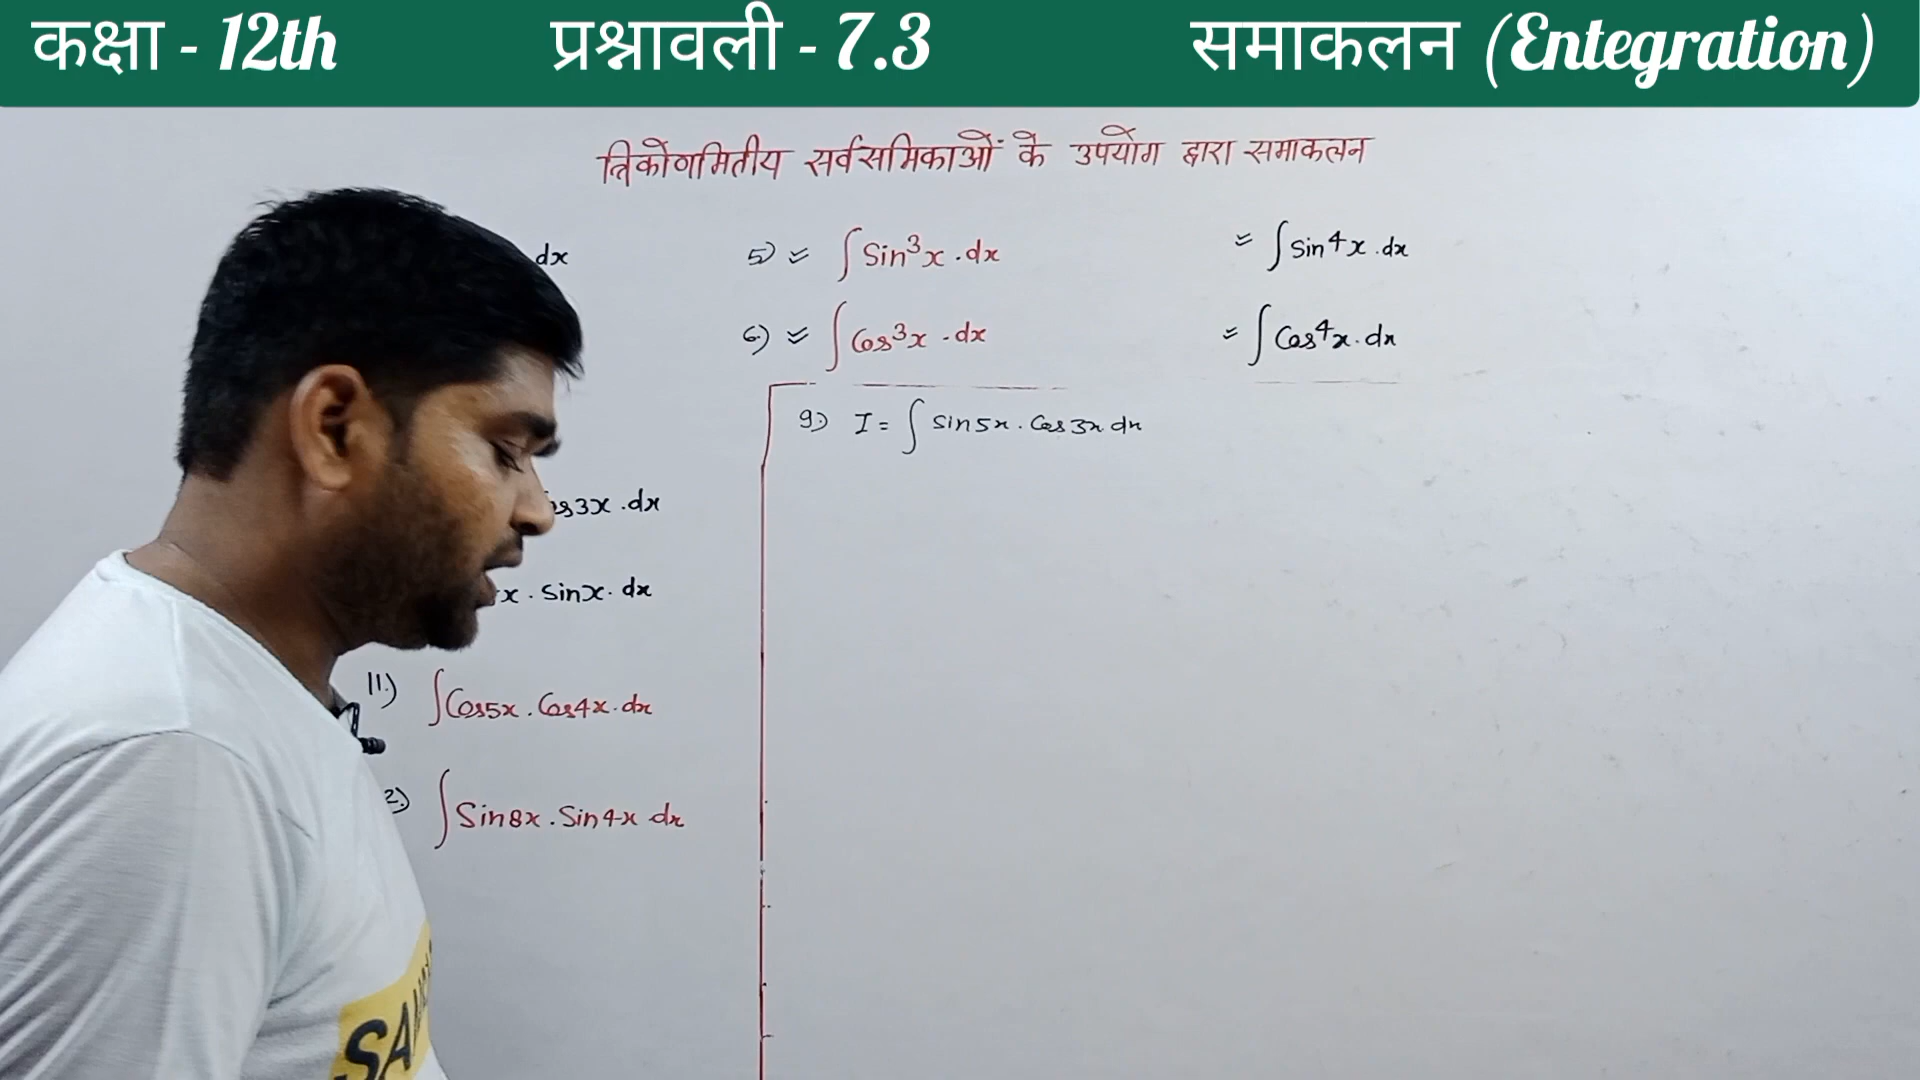 कक्षा - 12th प्रश्नावली - 7.3 समाकलन (Entegration)
त्रिकोणमितीय सर्वसमिकाओं के उपयोग द्वारा समाकलन
dx
5) = ∫ Sin³x . dx
= ∫ sin⁴x . dx
6) = ∫ Cos³x . dx
= ∫ Cos⁴x . dx
9.) I = ∫ sin5x . Cos3x dx
os3x . dx
x . Sinx . dx
11.) ∫ Cos5x . Cos4x . dx
2.) ∫ Sin8x . Sin4x dx